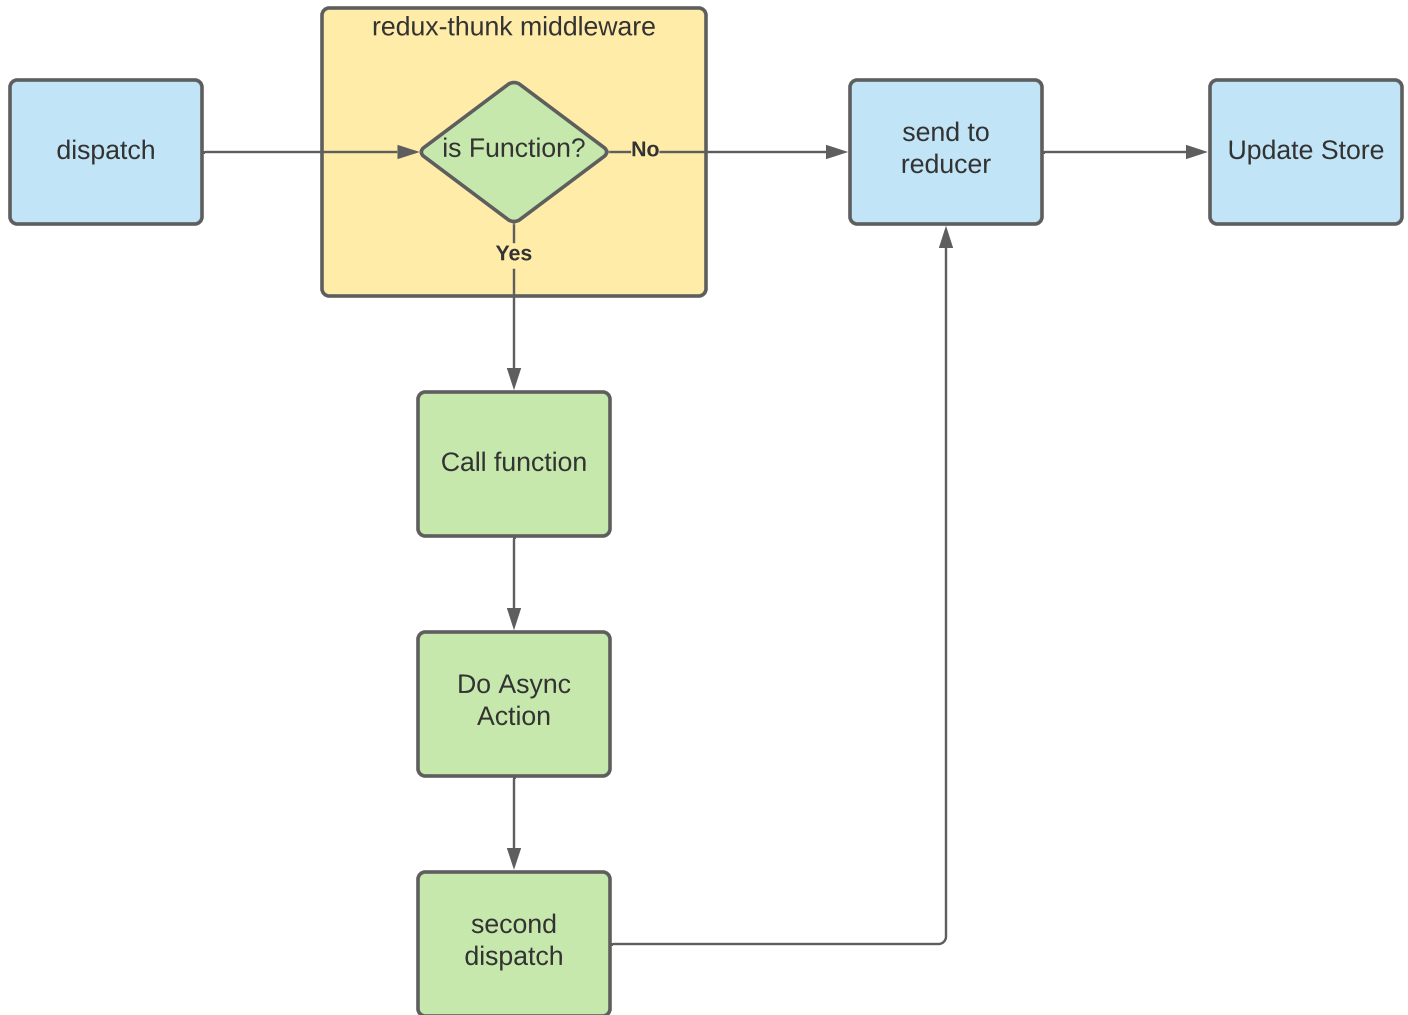 redux-thunk middleware
dispatch
is Function?
No
send to
reducer
Update Store
Yes
Call function
Do Async
Action
second
dispatch